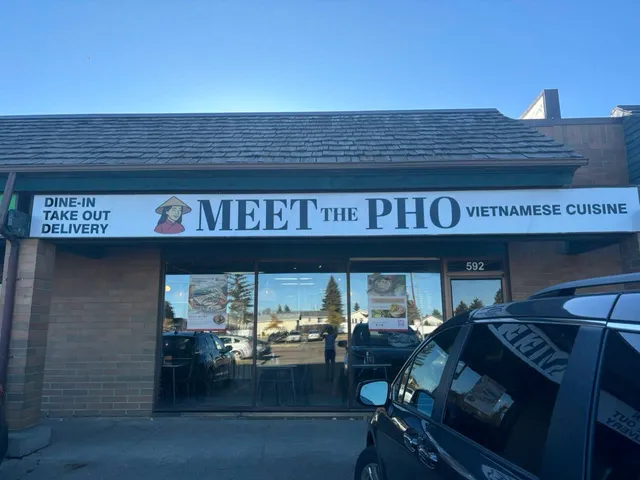 DINE-IN
TAKE OUT
DELIVERY
MEET THE PHO VIETNAMESE CUISINE
592